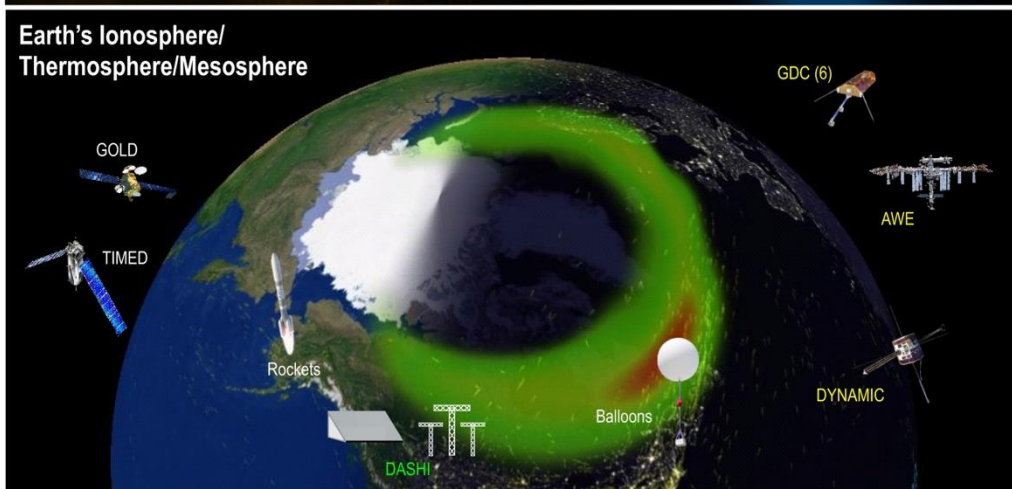 Earth's Ionosphere/
Thermosphere/Mesosphere
GDC (6)
GOLD
AWE
TIMED
Rockets
DYNAMIC
Balloons
DASHI